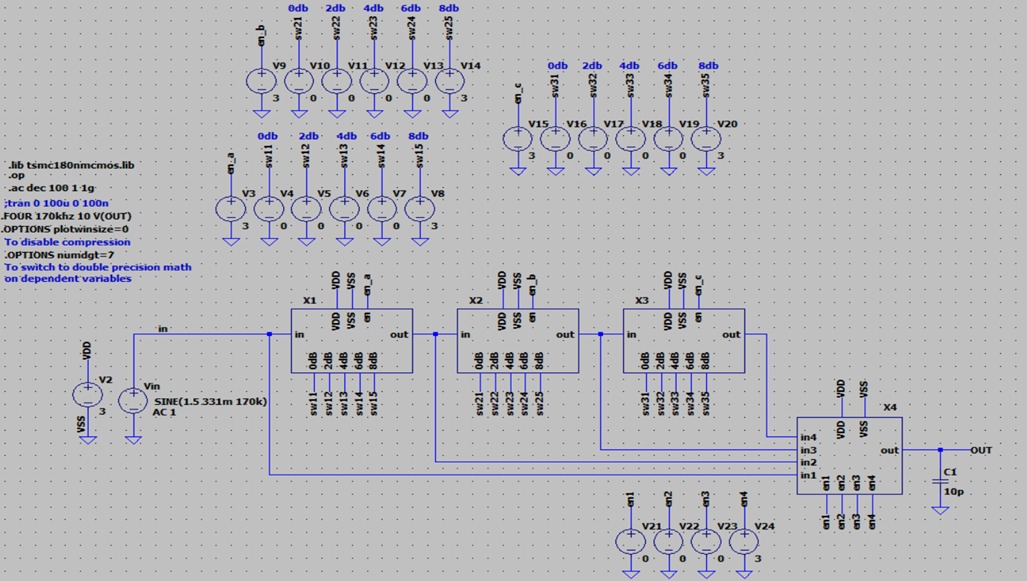 0db 2db 4db 6db 8db
en_b sw21 sw22 sw23 sw24 sw25
V9 V10 V11 V12 V13 V14
3 0 0 0 0 3
0db 2db 4db 6db 8db
en_c sw31 sw32 sw33 sw34 sw35
V15 V16 V17 V18 V19 V20
3 0 0 0 0 3
0db 2db 4db 6db 8db
en_a sw11 sw12 sw13 sw14 sw15
V3 V4 V5 V6 V7 V8
3 0 0 0 0 3
.lib tsmc180nmcmos.lib
.op
.ac dec 100 1 1g
;tran 0 100u 0 100n
.FOUR 170khz 10 V(OUT)
.OPTIONS plotwinsize=0
To disable compression
.OPTIONS numdgt=7
To switch to double precision math
on dependent variables
VDD VSS en_a
X1
VDD VSS en
in out
0dB 2dB 4dB 6dB 8dB
sw11 sw12 sw13 sw14 sw15
VDD VSS en_b
X2
VDD VSS en
in out
0dB 2dB 4dB 6dB 8dB
sw21 sw22 sw23 sw24 sw25
VDD VSS en_c
X3
VDD VSS en
in out
0dB 2dB 4dB 6dB 8dB
sw31 sw32 sw33 sw34 sw35
in
VDD
V2
3
VSS
Vin
SINE(1.5 331m 170k)
AC 1
VDD VSS
X4
VDD VSS
in4
in3
in2
in1
out
OUT
en1 en2 en3 en4
en1 en2 en3 en4
C1
10p
en1 en2 en3 en4
V21 V22 V23 V24
0 0 0 3